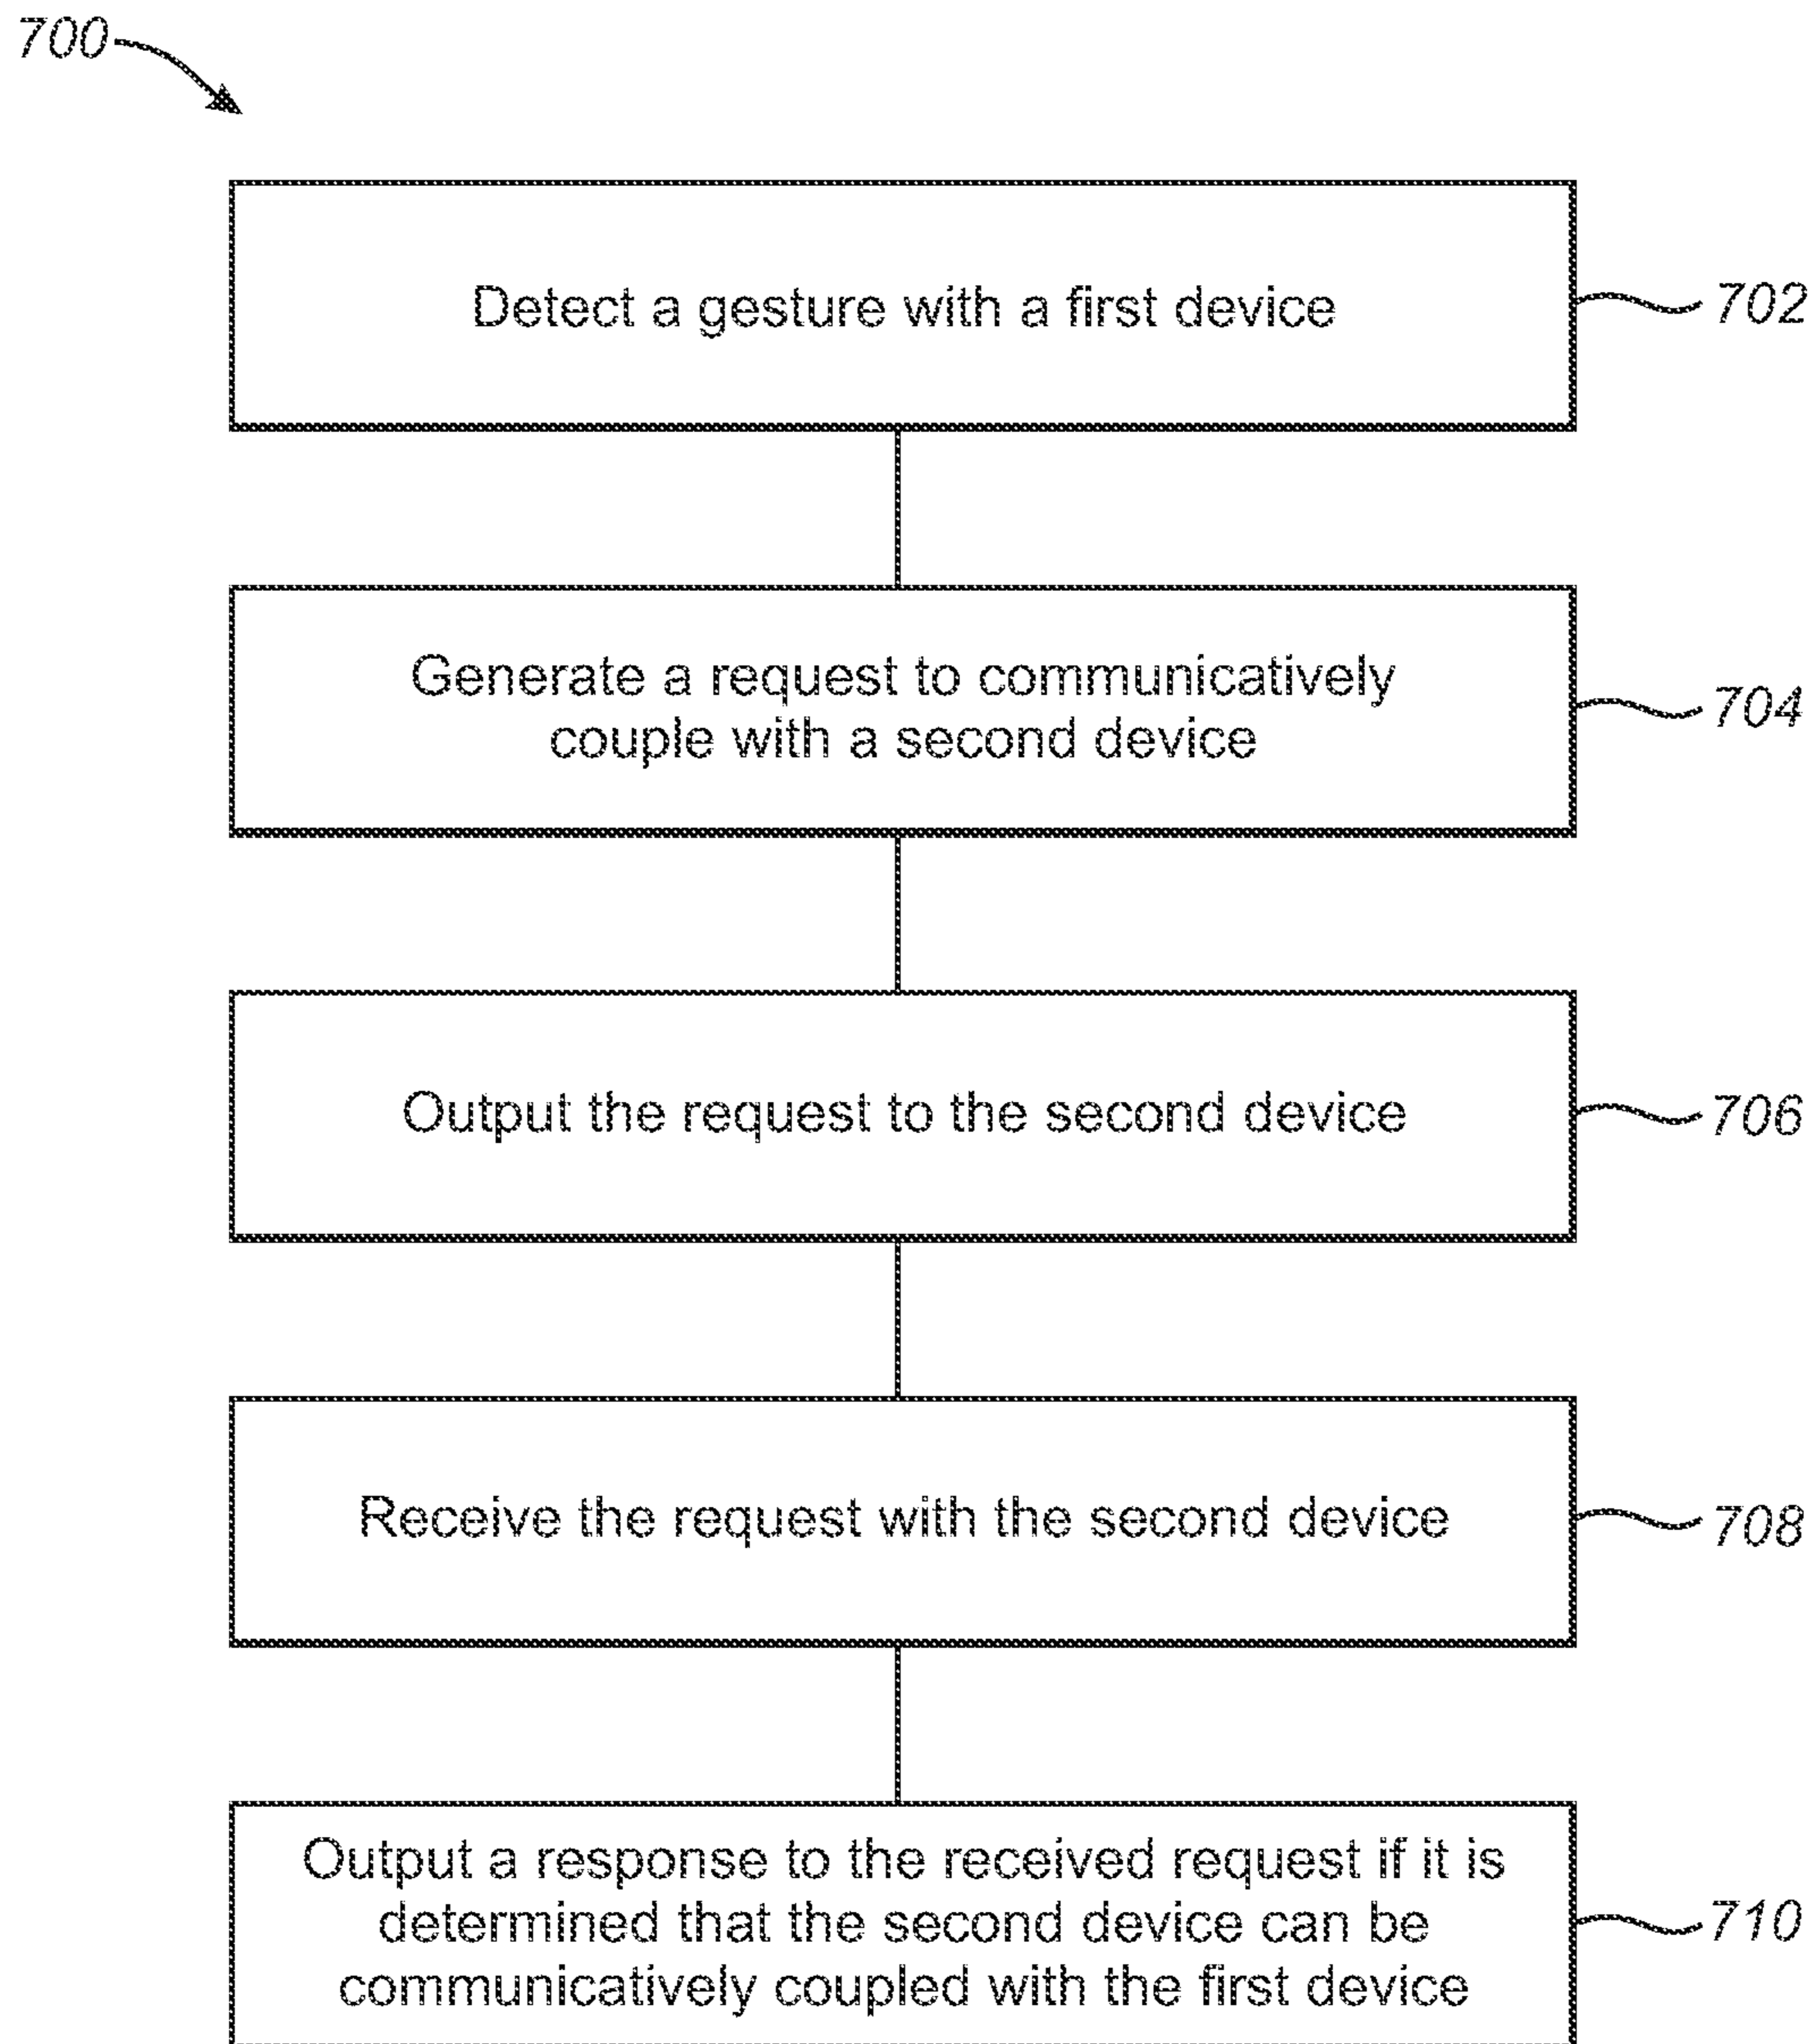 700
Detect a gesture with a first device
702
Generate a request to communicatively
couple with a second device
704
Output the request to the second device
706
Receive the request with the second device
708
Output a response to the received request if it is
determined that the second device can be
communicatively coupled with the first device
710